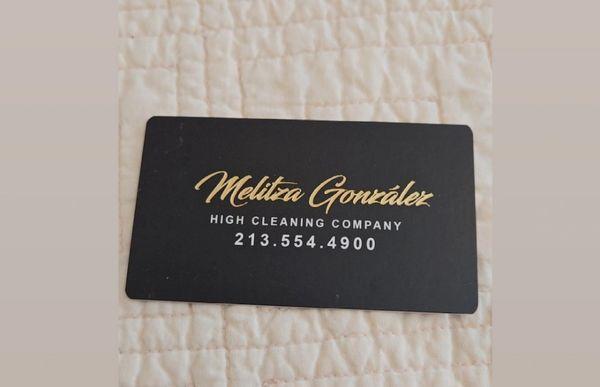 Melitza González
HIGH CLEANING COMPANY
213.554.4900